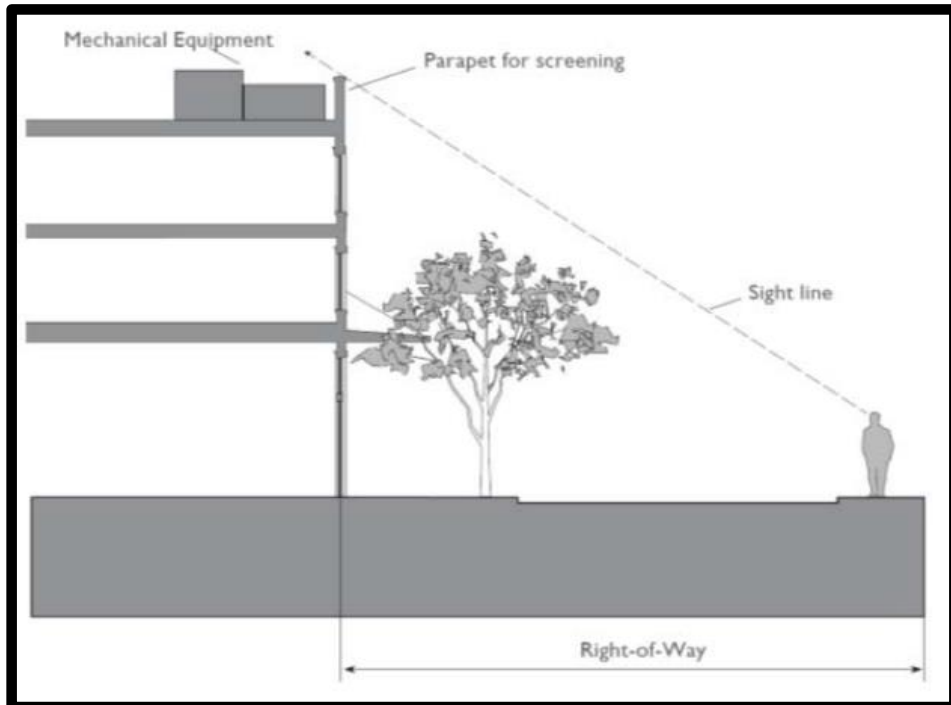 Mechanical Equipment
Parapet for screening
Sight line
Right-of-Way